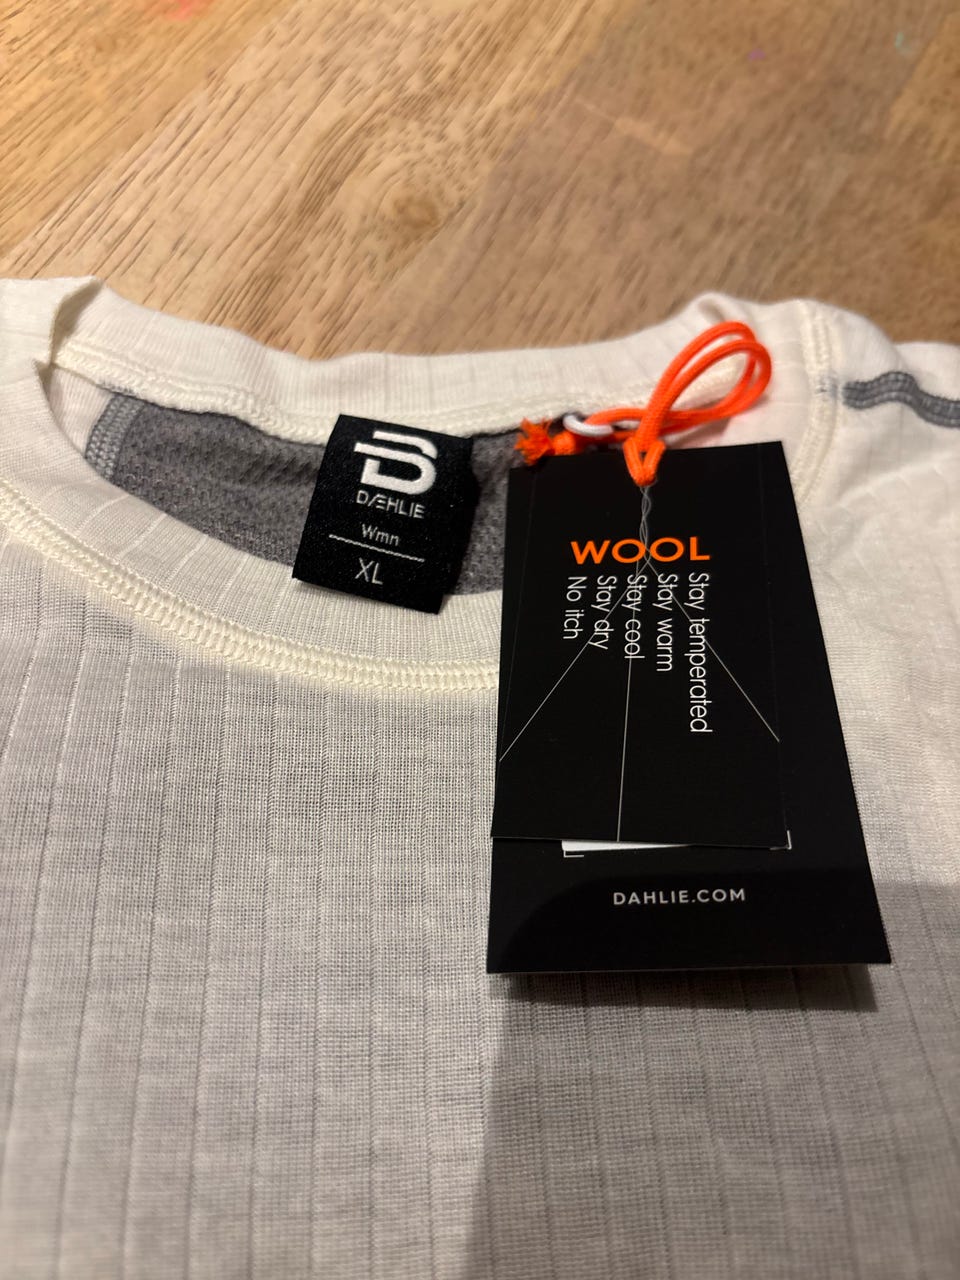 DÆHLIE
Wmn
XL
WOOL
Stay temperated
Stay warm
Stay cool
Stay dry
No itch
DAHLIE.COM